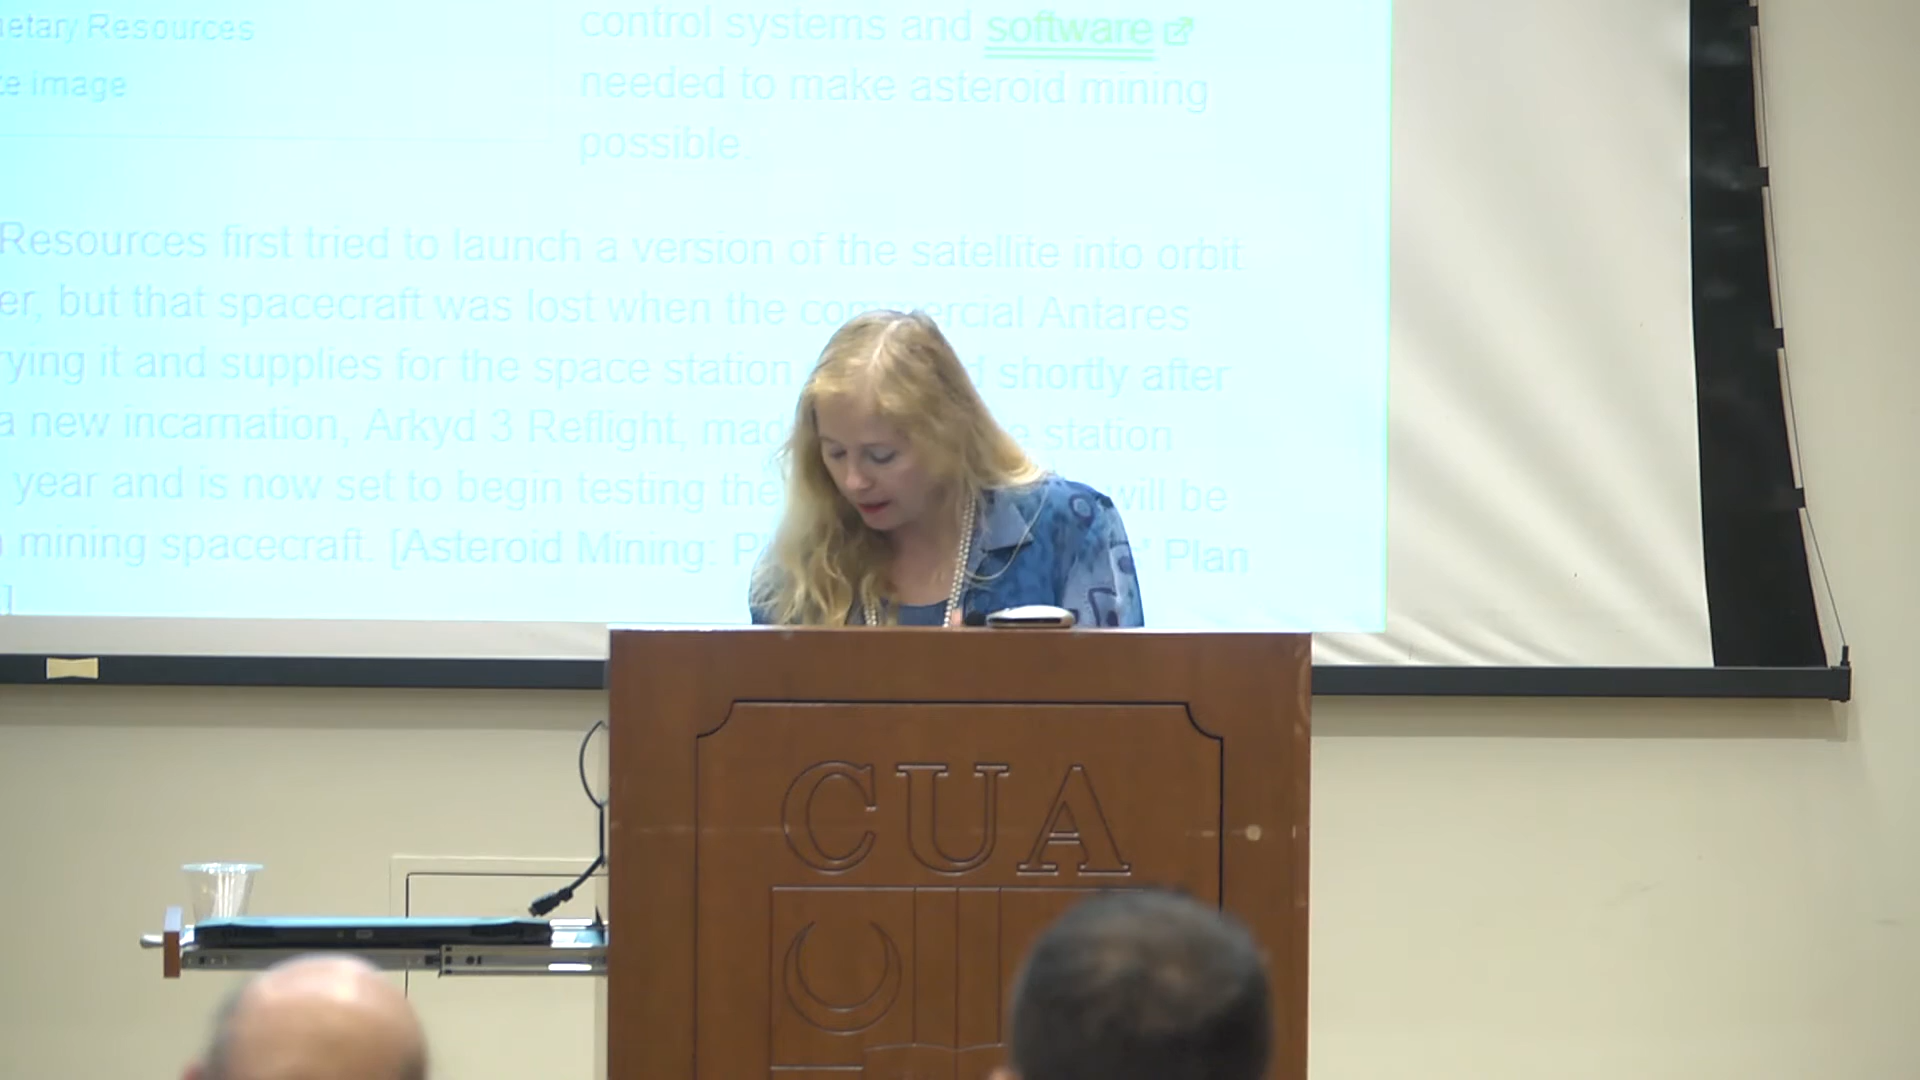 netary Resources
ze image
control systems and software
needed to make asteroid mining
possible.
Resources first tried to launch a version of the satellite into orbit
er, but that spacecraft was lost when the commercial Antares
rying it and supplies for the space station shortly after
a new incarnation, Arkyd 3 Reflight, mad station
year and is now set to begin testing the will be
mining spacecraft. [Asteroid Mining: P Plan
]
CUA